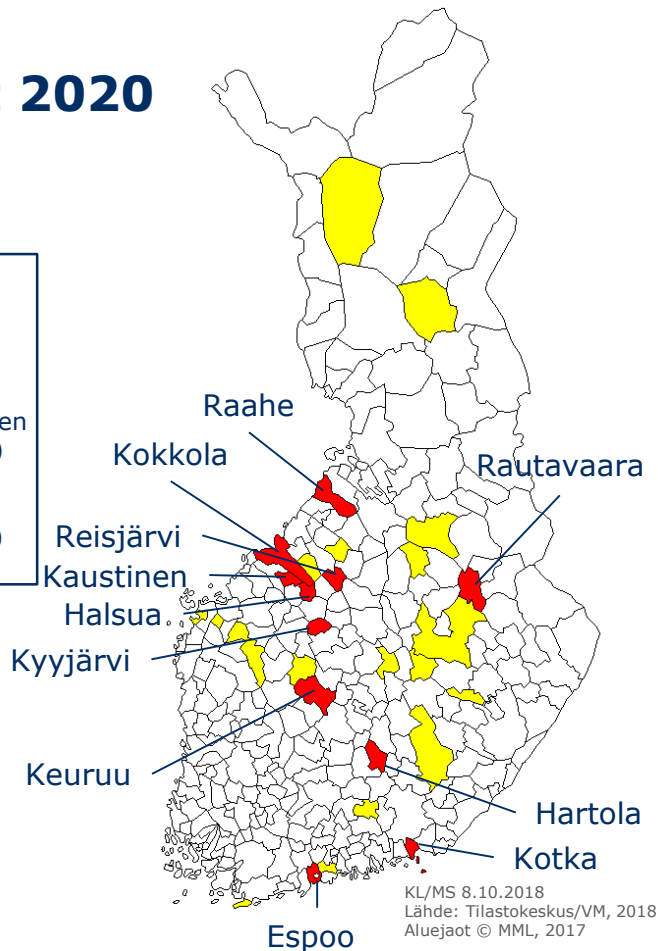 2020
en
)
)
Raahe
Kokkola
Rautavaara
Reisjärvi
Kaustinen
Halsua
Kyyjärvi
Keuruu
Hartola
Kotka
Espoo
KL/MS 8.10.2018
Lähde: Tilastokeskus/VM, 2018
Aluejaot © MML, 2017